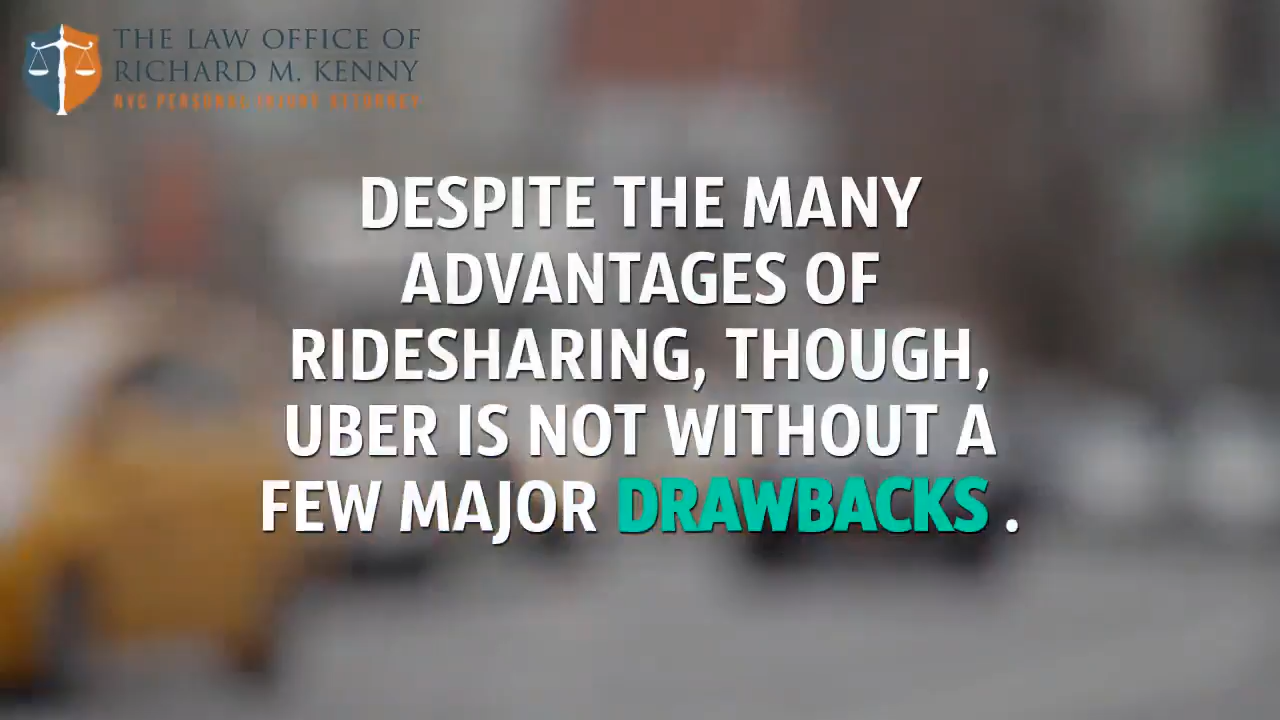 THE LAW OFFICE OF
RICHARD M. KENNY
NYC PERSONAL INJURY ATTORNEY
DESPITE THE MANY
ADVANTAGES OF
RIDESHARING, THOUGH,
UBER IS NOT WITHOUT A
FEW MAJOR DRAWBACKS .